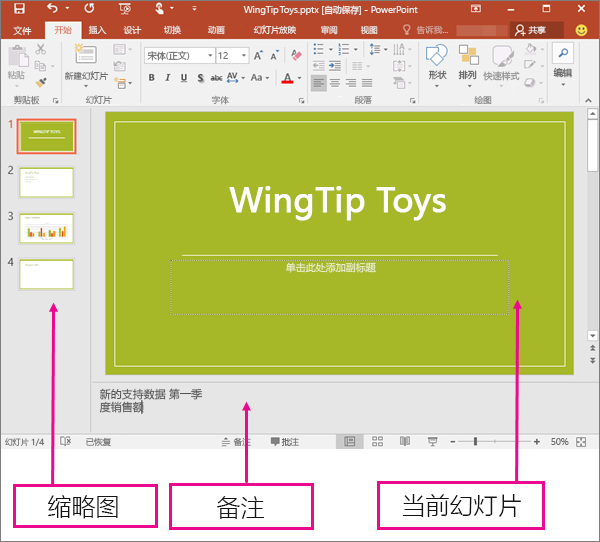 WingTipToys.pptx [自动保存] - PowerPoint
文件 开始 插入 设计 切换 动画 幻灯片放映 审阅 视图 告诉我... 共享
粘贴 新建幻灯片 宋体(正文) 12 形状 排列 快速样式 编辑
B I U S abc AV Aa A
剪贴板 幻灯片 字体 段落 绘图
1
WINGTIP TOYS
2
3
4
WingTip Toys
单击此处添加副标题
新的支持数据 第一季
度销售额
幻灯片 1/4 已恢复 备注 批注 50%
缩略图 备注 当前幻灯片